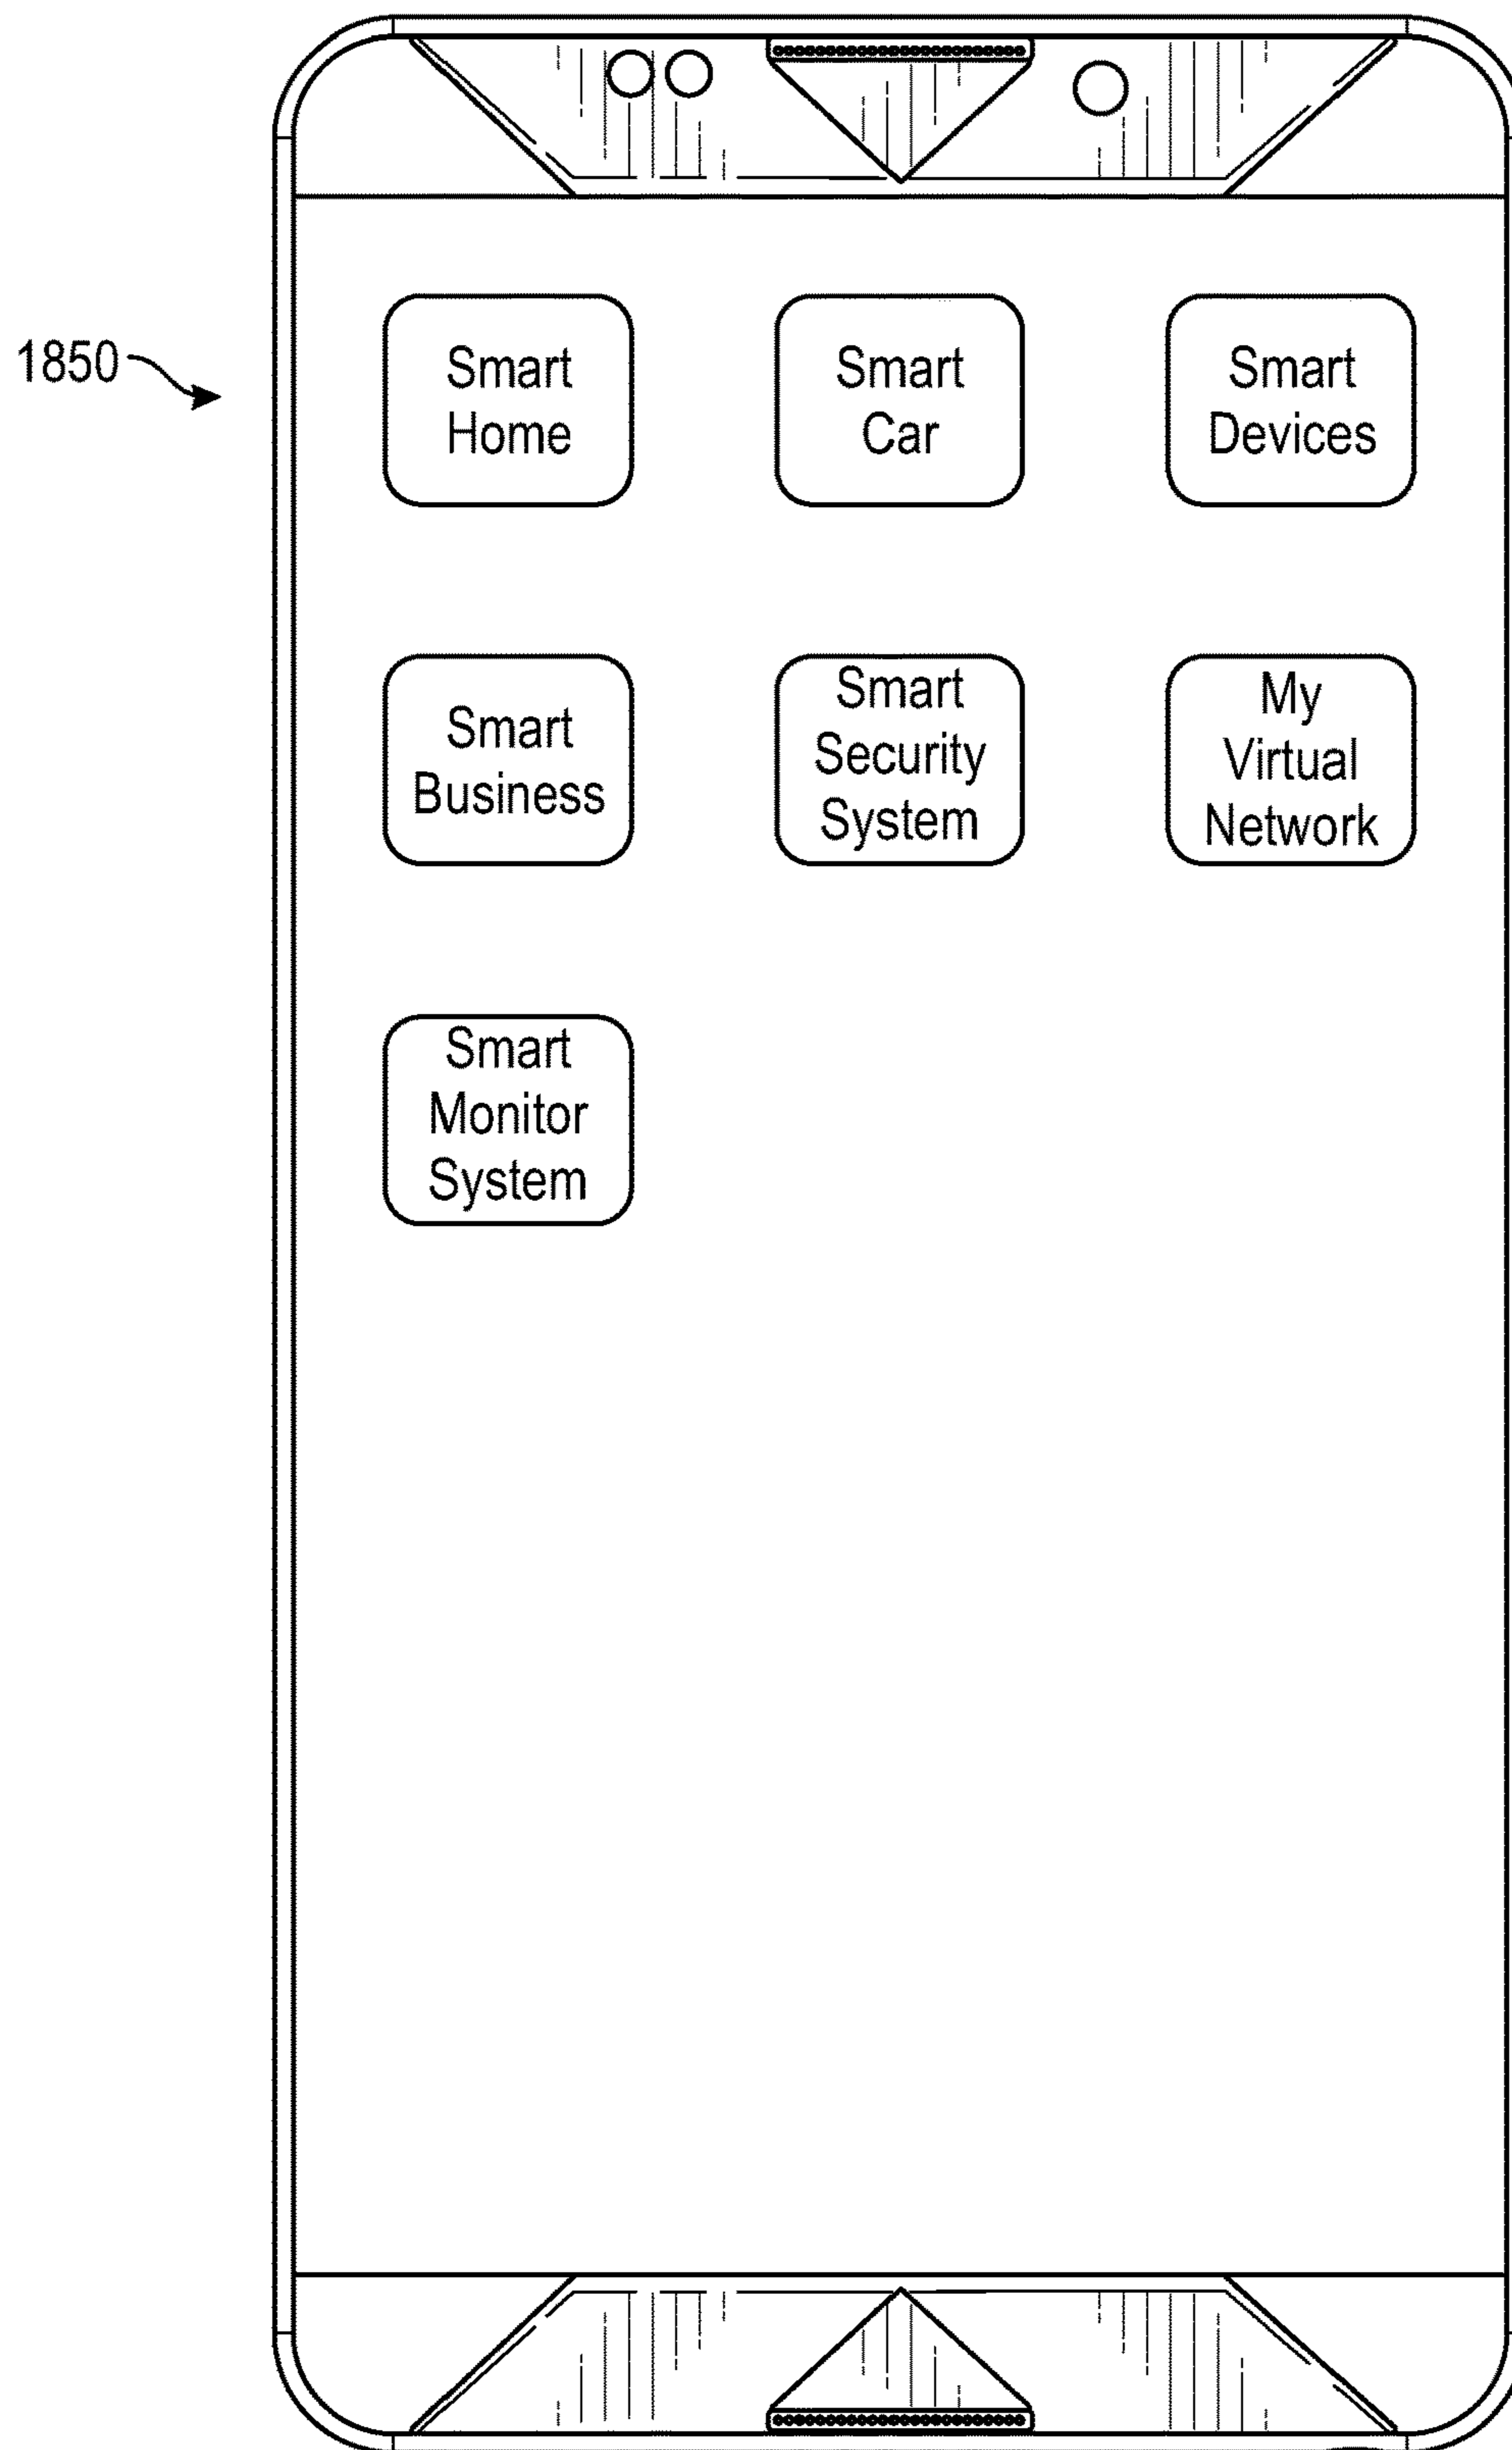 1850
Smart
Home
Smart
Car
Smart
Devices
Smart
Business
Smart
Security
System
My
Virtual
Network
Smart
Monitor
System